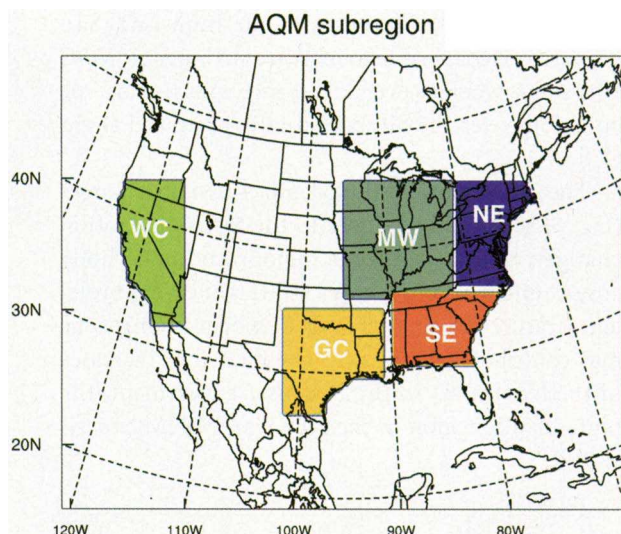 AQM subregion
40N
30N
20N
WC
MW
NE
GC
SE
120W
110W
100W
90W
80W